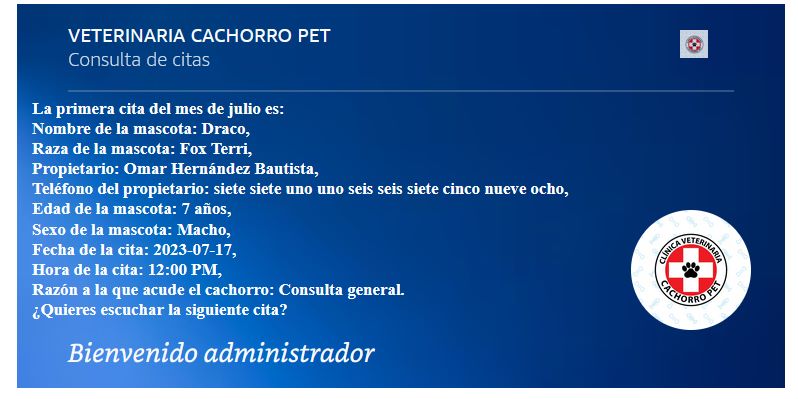 VETERINARIA CACHORRO PET
Consulta de citas
La primera cita del mes de julio es:
Nombre de la mascota: Draco,
Raza de la mascota: Fox Terri,
Propietario: Omar Hernández Bautista,
Teléfono del propietario: siete siete uno uno seis seis siete cinco nueve ocho,
Edad de la mascota: 7 años,
Sexo de la mascota: Macho,
Fecha de la cita: 2023-07-17,
Hora de la cita: 12:00 PM,
Razón a la que acude el cachorro: Consulta general.
¿Quieres escuchar la siguiente cita?
CLÍNICA VETERINARIA
CACHORRO PET
Bienvenido administrador